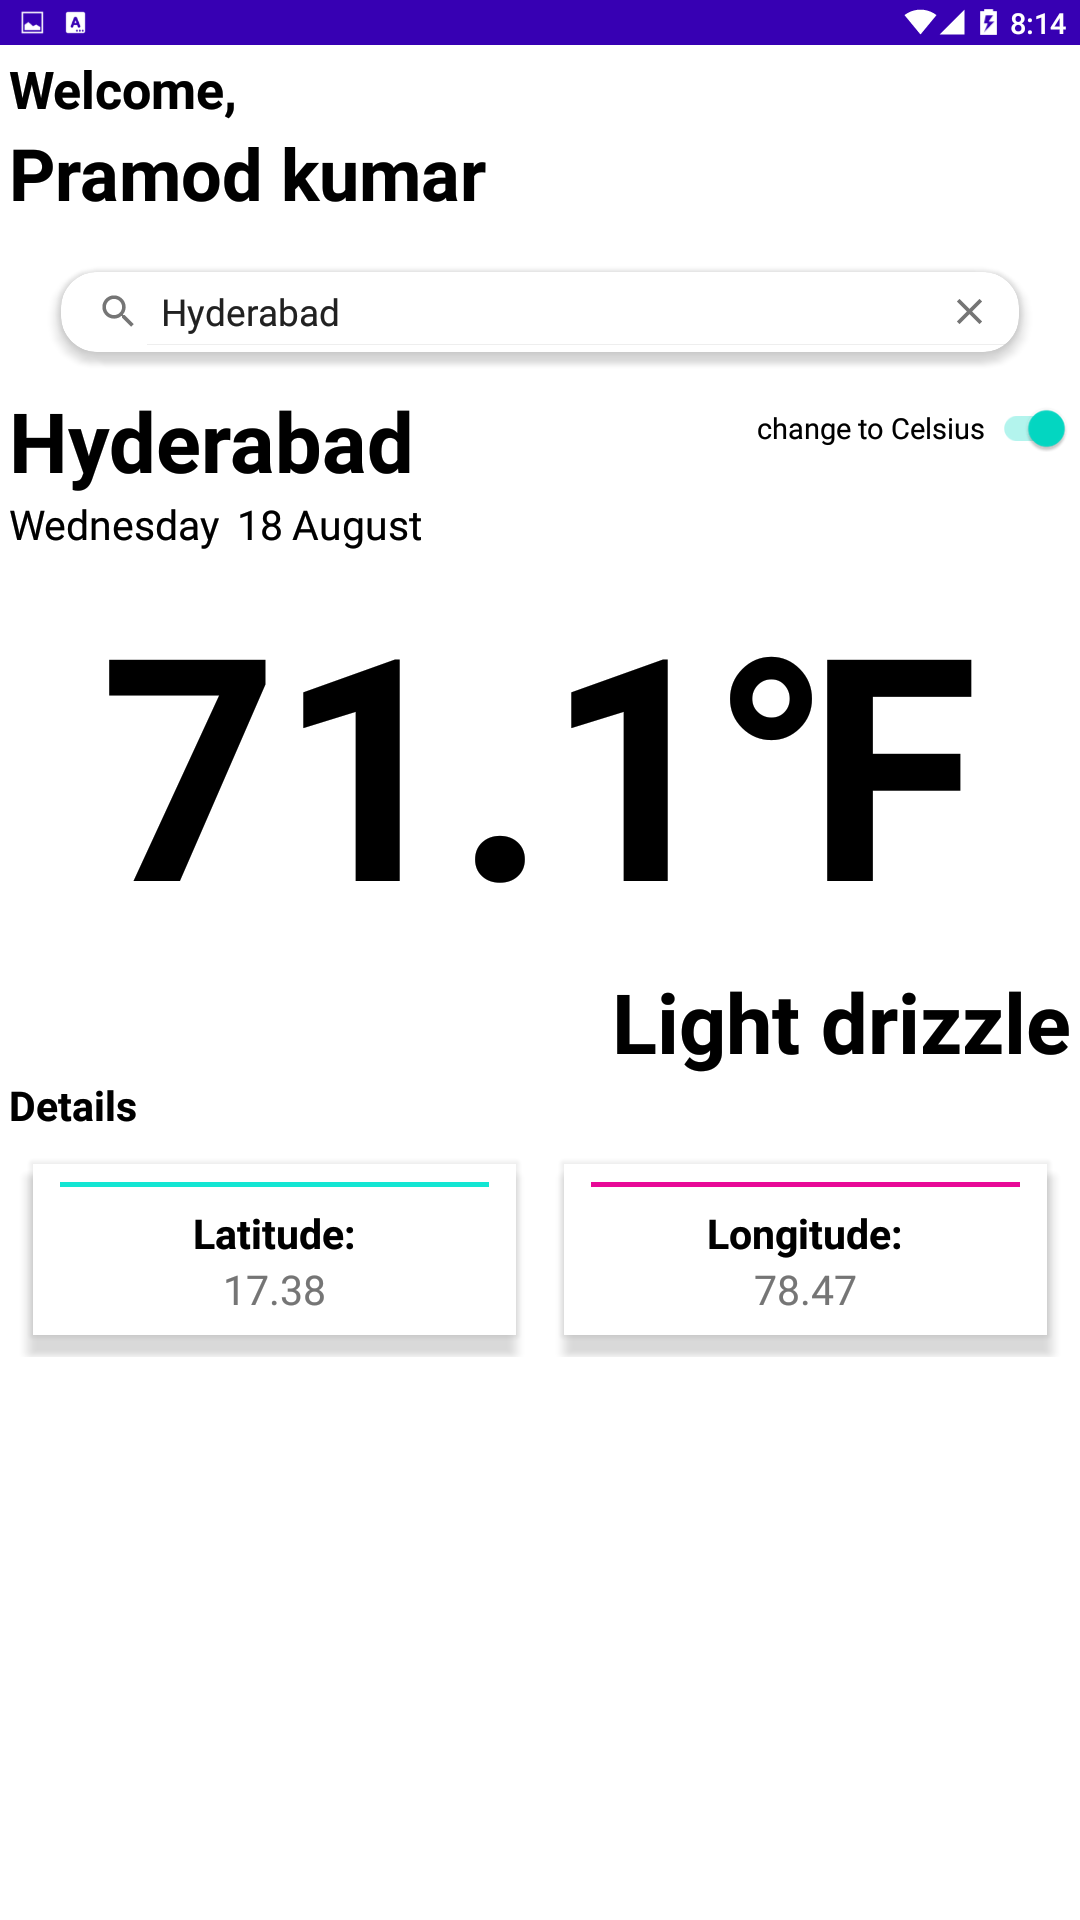 8:14
Welcome,
Pramod kumar
Hyderabad
Hyderabad
change to Celsius
Wednesday 18 August
71.1°F
Light drizzle
Details
Latitude:
17.38
Longitude:
78.47